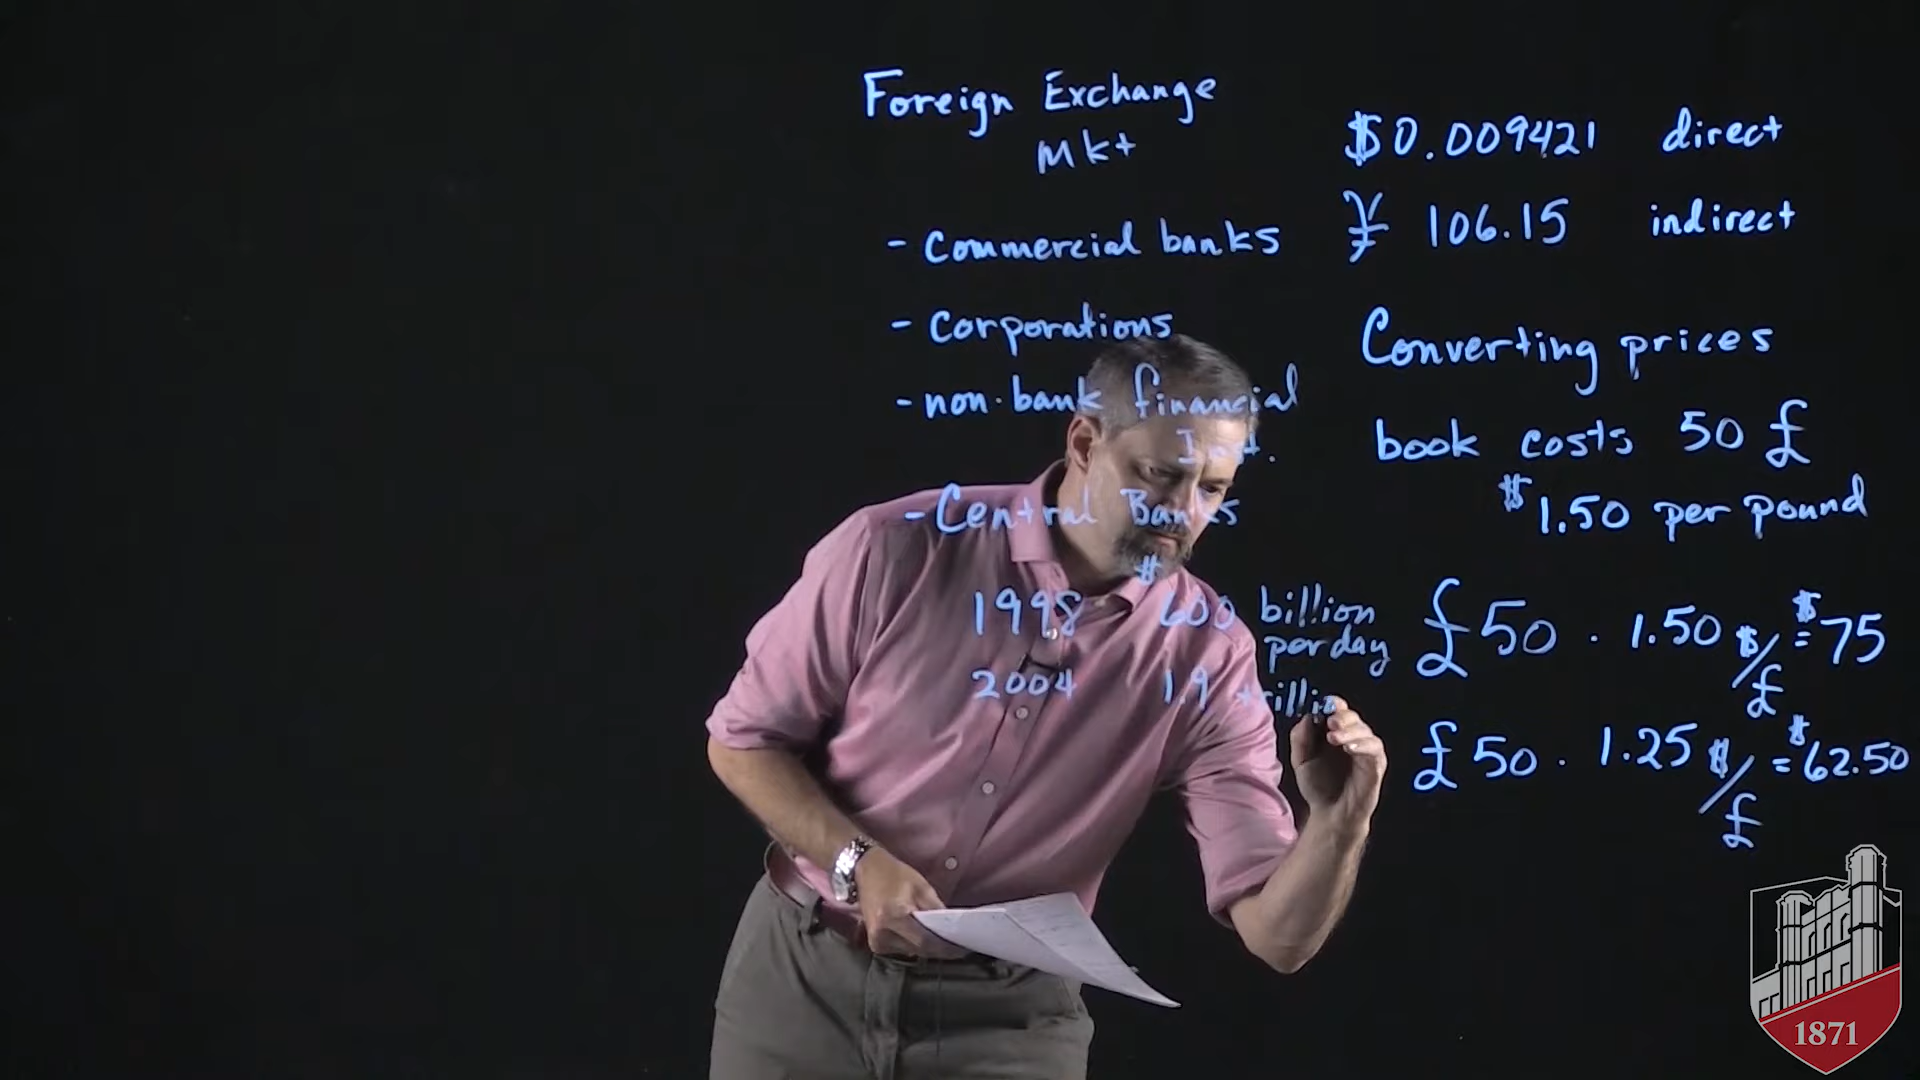 Foreign Exchange
Mkt
- Commercial banks
- Corporations
- non-bank financial
Inst.
- Central Banks
1998 $600 billion
per day
2004 1.9 trillio
$0.009421 direct
¥ 106.15 indirect
Converting prices
book costs 50 £
$1.50 per pound
£50 · 1.50 $/£ = $75
£50 · 1.25 $/£ = $62.50
1871